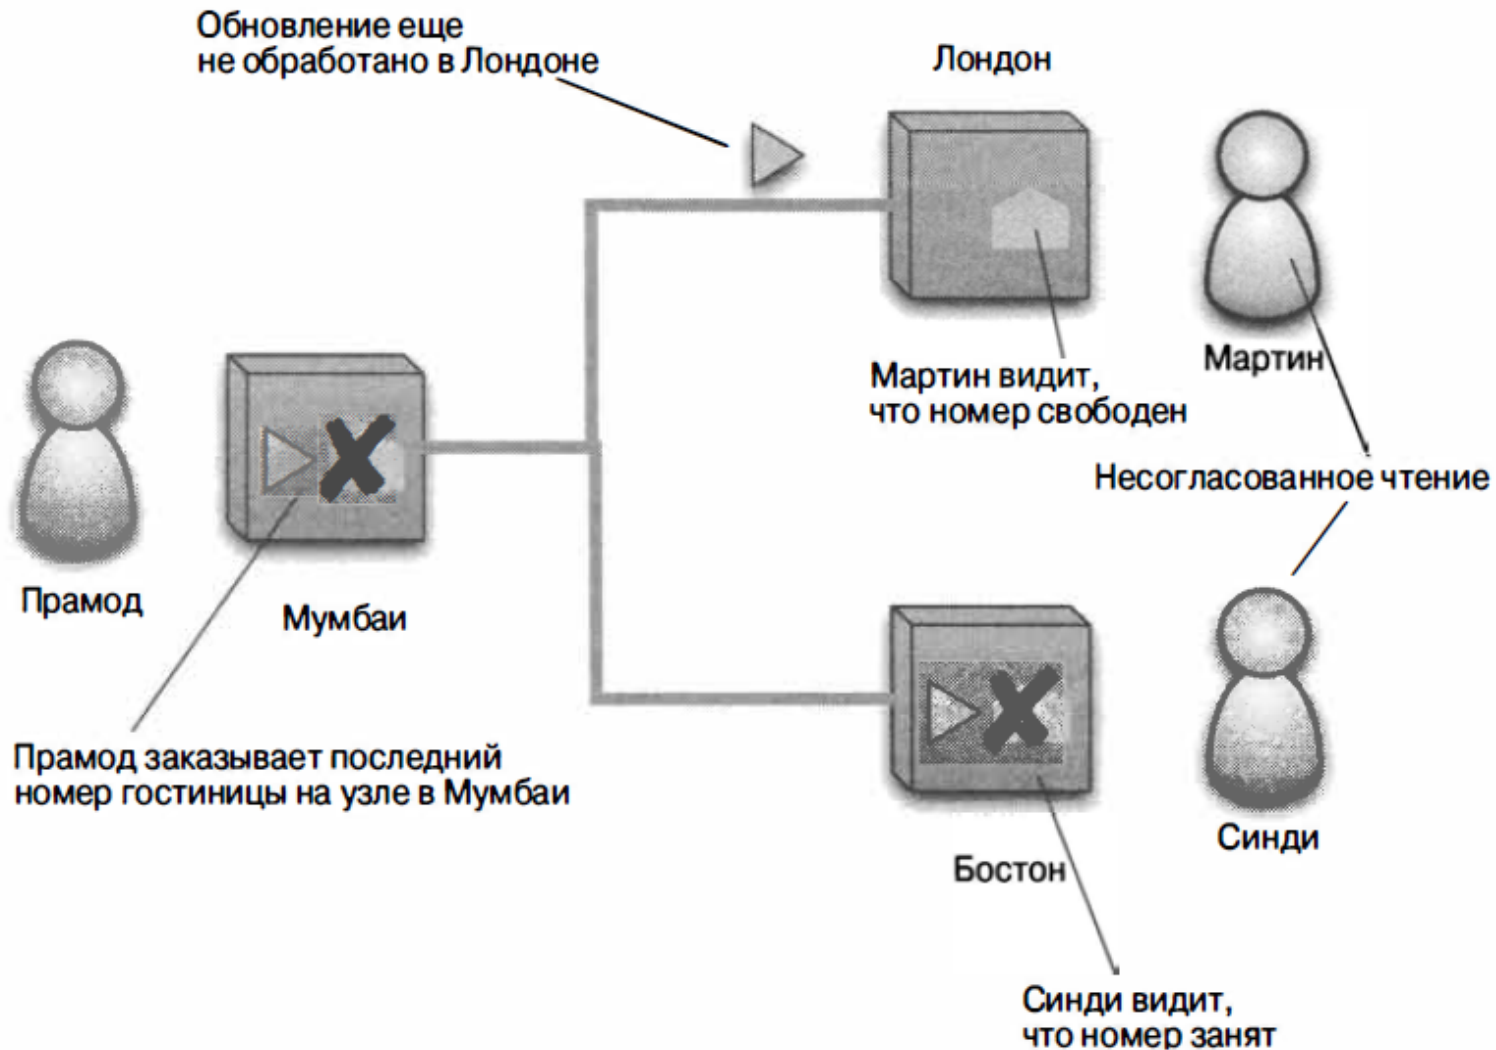 Обновление еще
не обработано в Лондоне
Лондон
Мартин
Мартин видит,
что номер свободен
Несогласованное чтение
Прамод
Мумбаи
Прамод заказывает последний
номер гостиницы на узле в Мумбаи
Синди
Бостон
Синди видит,
что номер занят